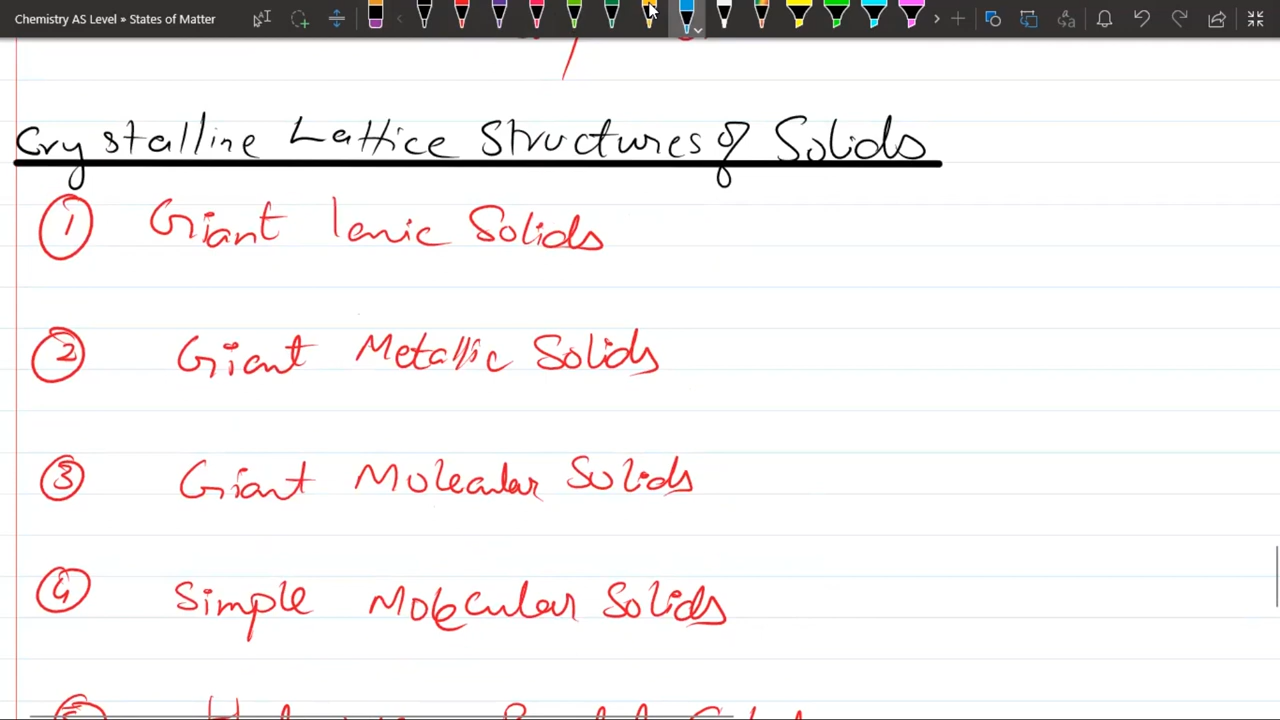 Chemistry AS Level » States of Matter
Crystalline Lattice Structures of Solids
① Giant Ionic Solids
② Giant Metallic Solids
③ Giant Molecular Solids
④ Simple Molecular Solids